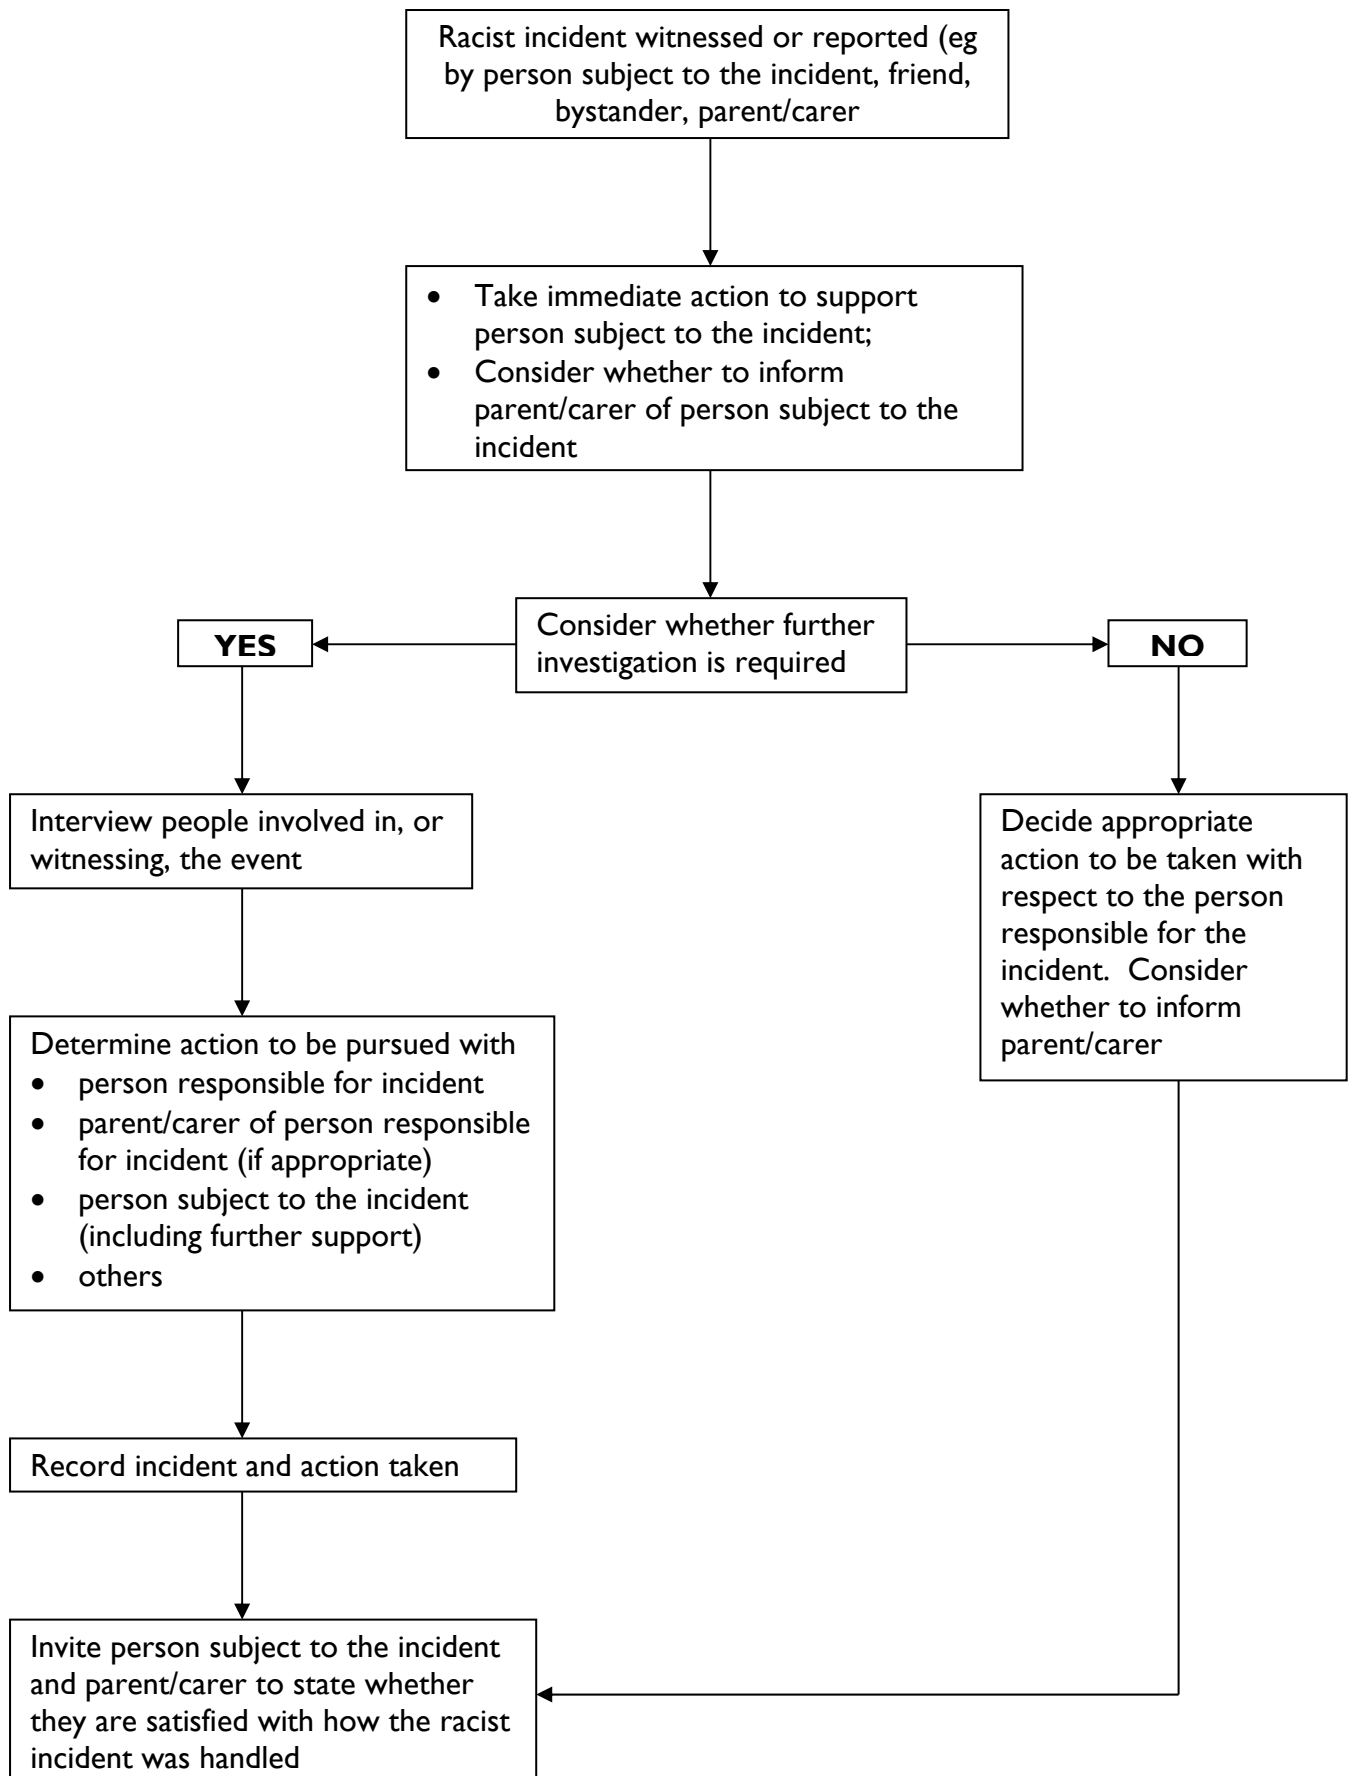 Racist incident witnessed or reported (eg
by person subject to the incident, friend,
bystander, parent/carer
• Take immediate action to support
person subject to the incident;
• Consider whether to inform
parent/carer of person subject to the
incident
Consider whether further
investigation is required
YES
NO
Interview people involved in, or
witnessing, the event
Determine action to be pursued with
• person responsible for incident
• parent/carer of person responsible
for incident (if appropriate)
• person subject to the incident
(including further support)
• others
Record incident and action taken
Invite person subject to the incident
and parent/carer to state whether
they are satisfied with how the racist
incident was handled
Decide appropriate
action to be taken with
respect to the person
responsible for the
incident.  Consider
whether to inform
parent/carer